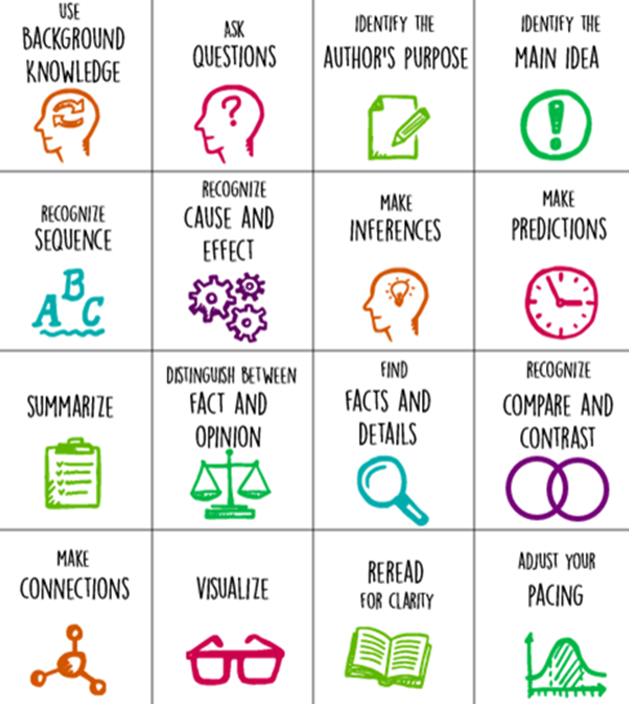 USE
BACKGROUND
KNOWLEDGE
ASK
QUESTIONS
IDENTIFY THE
AUTHOR'S PURPOSE
IDENTIFY THE
MAIN IDEA
RECOGNIZE
SEQUENCE
A B C
RECOGNIZE
CAUSE AND
EFFECT
MAKE
INFERENCES
MAKE
PREDICTIONS
SUMMARIZE
DISTINGUISH BETWEEN
FACT AND
OPINION
FIND
FACTS AND
DETAILS
RECOGNIZE
COMPARE AND
CONTRAST
MAKE
CONNECTIONS
VISUALIZE
REREAD
FOR CLARITY
ADJUST YOUR
PACING